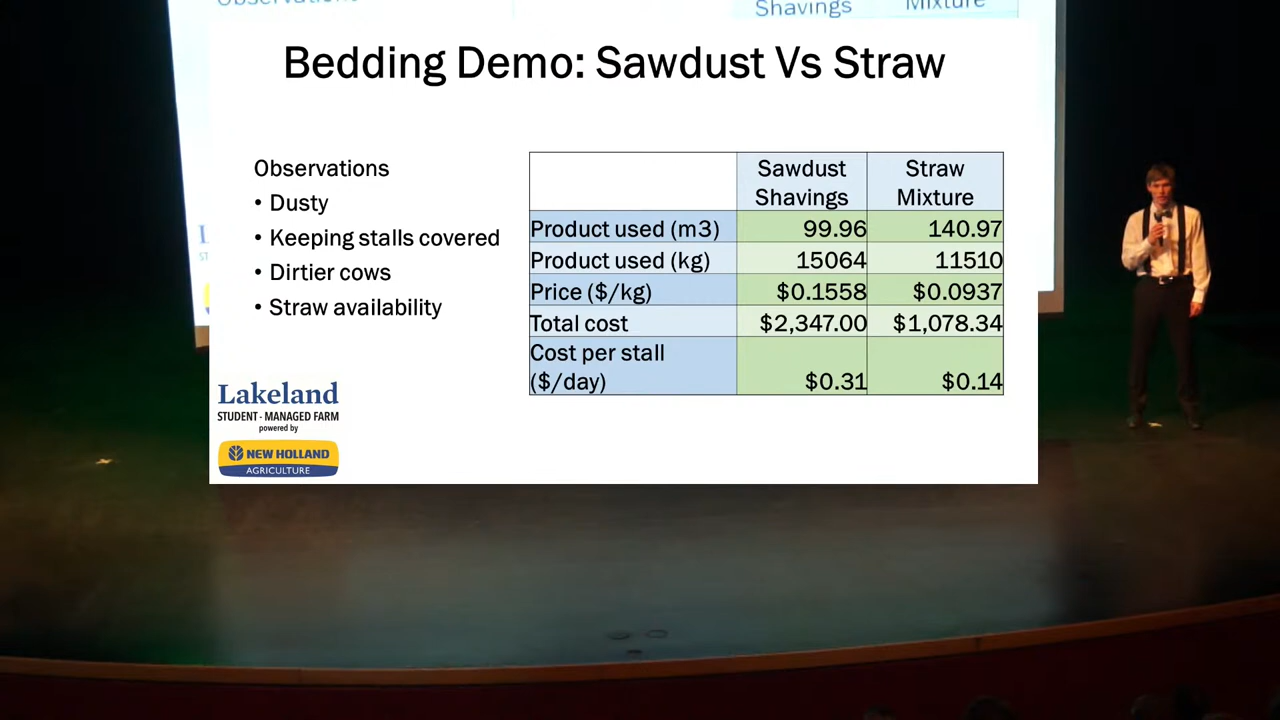 Observations
Shavings
Mixture
Bedding Demo: Sawdust Vs Straw
Observations
• Dusty
• Keeping stalls covered
• Dirtier cows
• Straw availability
Sawdust Shavings Straw Mixture
Product used (m3) 99.96 140.97
Product used (kg) 15064 11510
Price ($/kg) $0.1558 $0.0937
Total cost $2,347.00 $1,078.34
Cost per stall
($/day) $0.31 $0.14
Lakeland
STUDENT - MANAGED FARM
powered by
NEW HOLLAND
AGRICULTURE